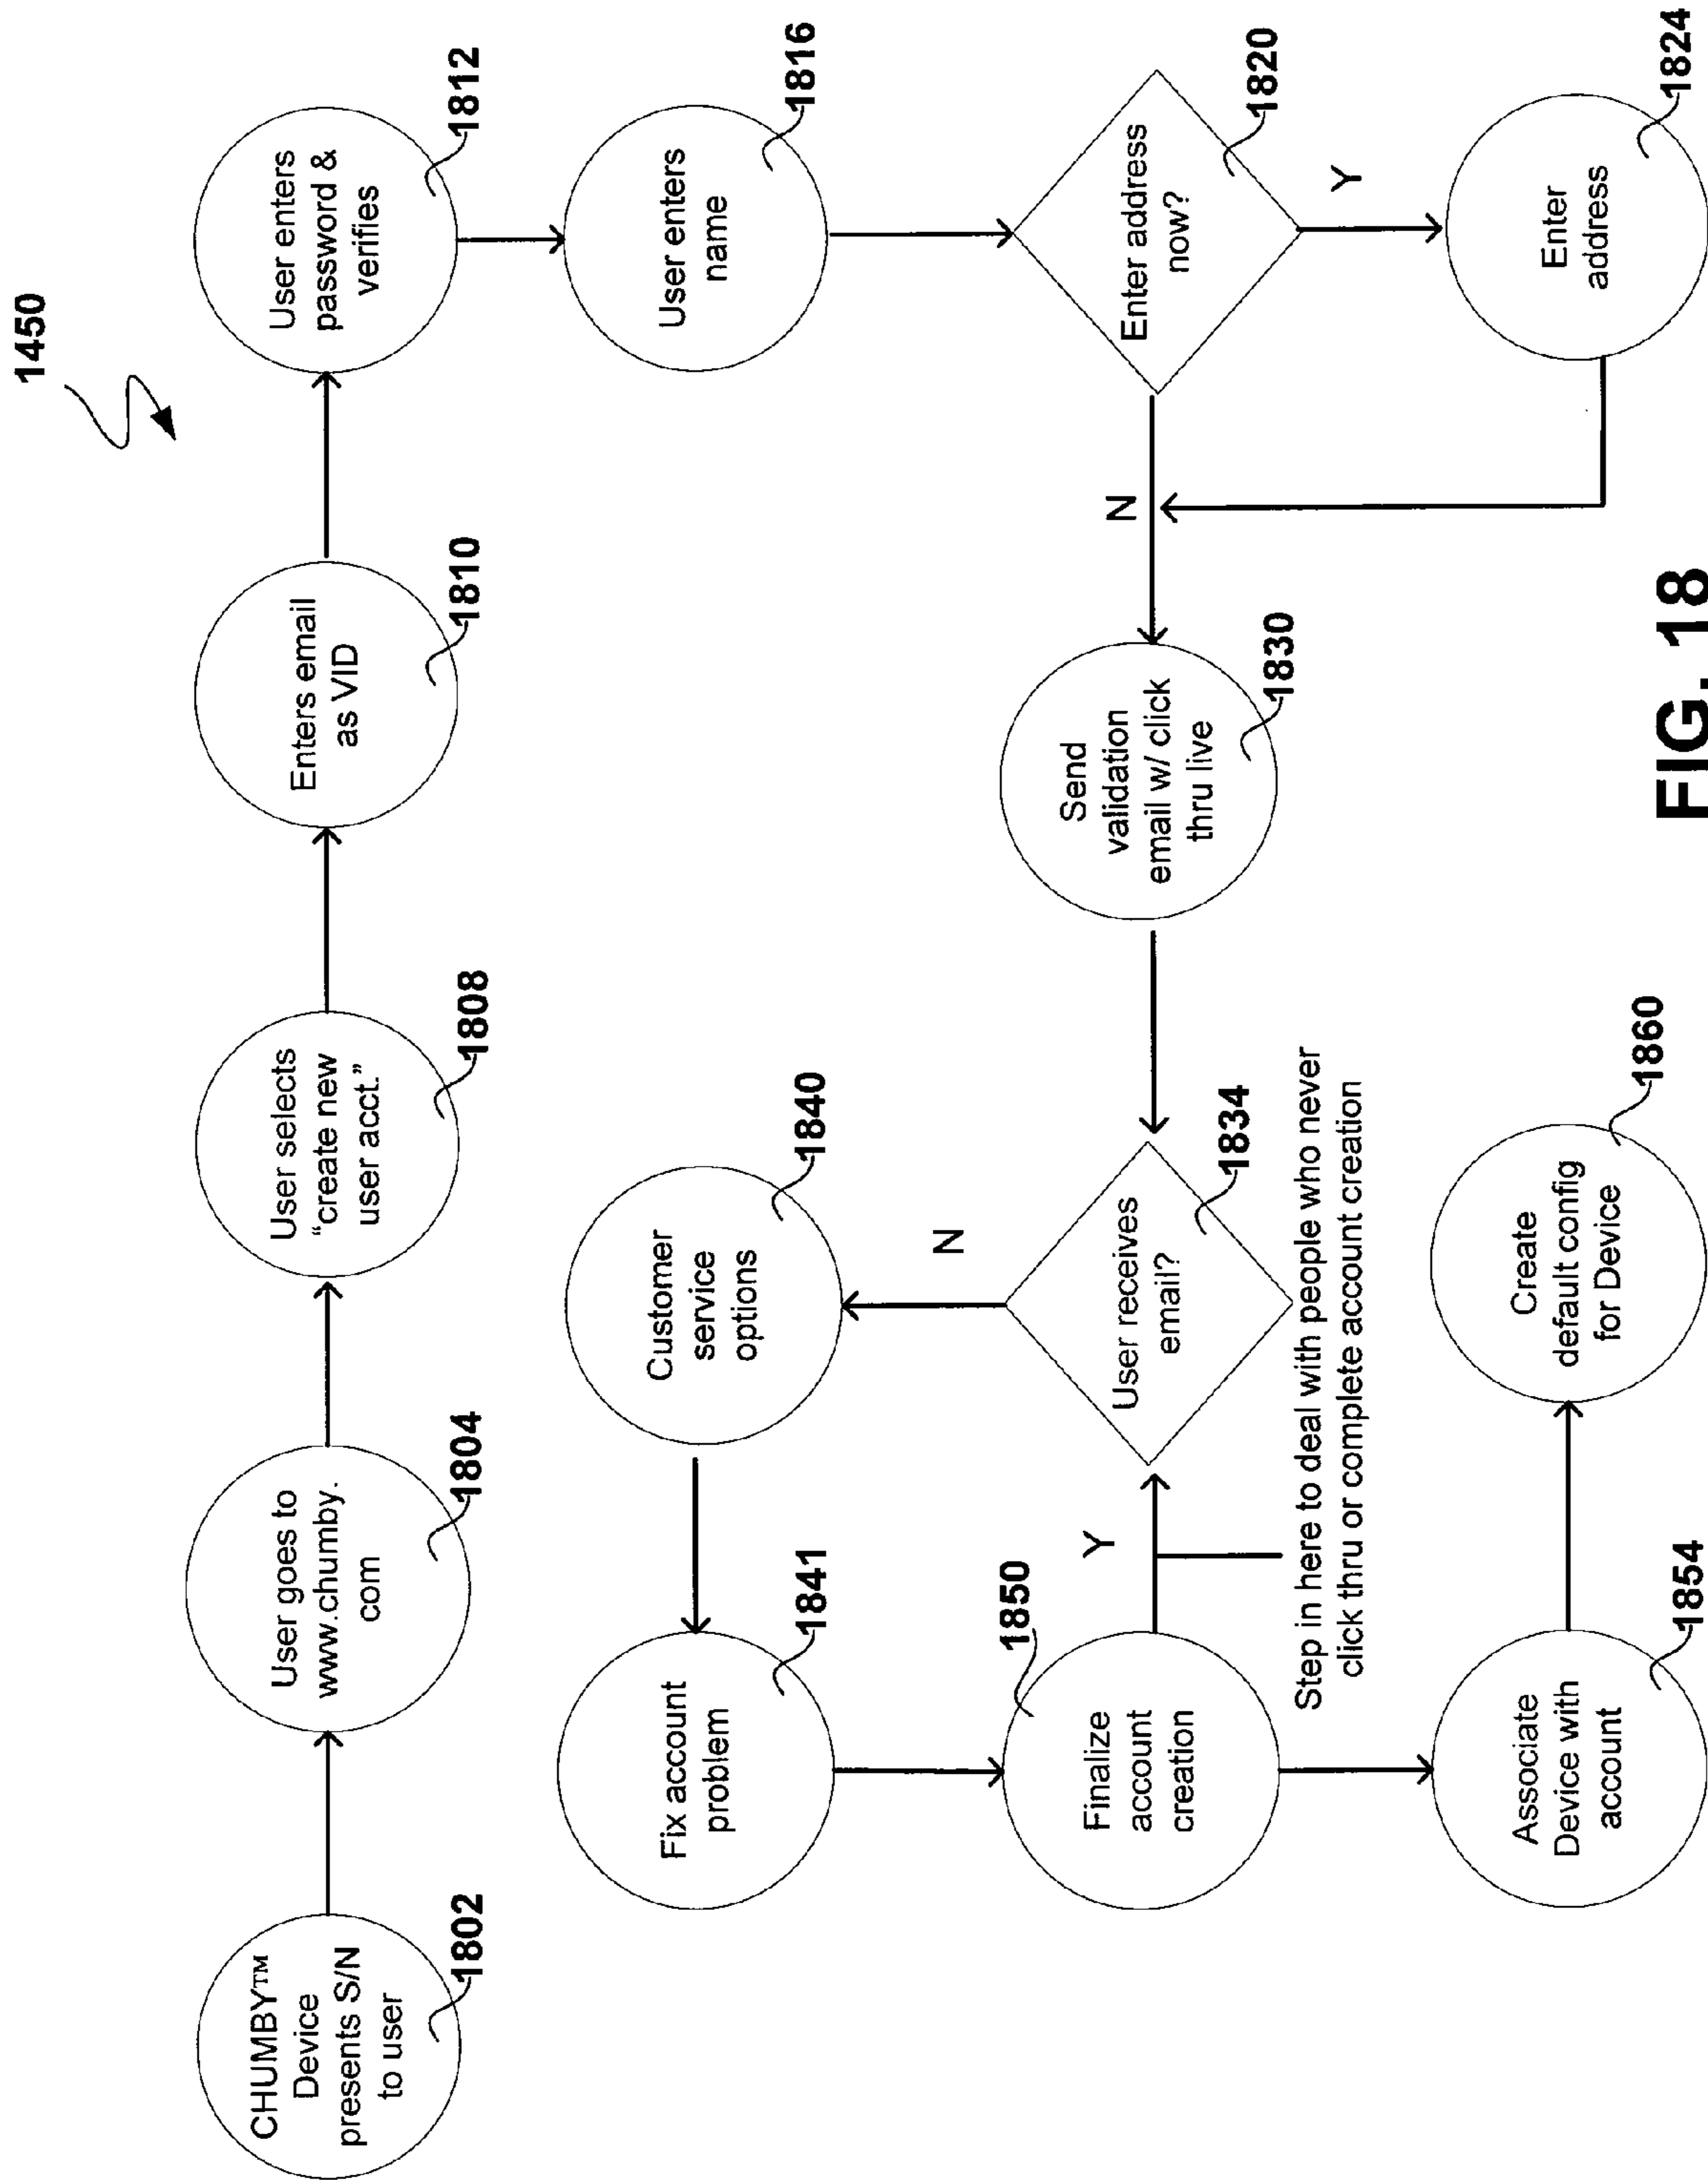 1450
CHUMBY™
Device
presents S/N
to user
1802
User goes to
www.chumby.
com
1804
User selects
“create new
user acct.”
1808
Enters email
as VID
1810
User enters
password &
verifies
1812
User enters
name
1816
Enter address
now?
1820
Y
Enter
address
1824
N
Send
validation
email w/ click
thru live
1830
User receives
email?
1834
N
Customer
service
options
1840
Fix account
problem
1841
Y
Finalize
account
creation
1850
Step in here to deal with people who never
click thru or complete account creation
Associate
Device with
account
1854
Create
default config
for Device
1860
FIG. 18